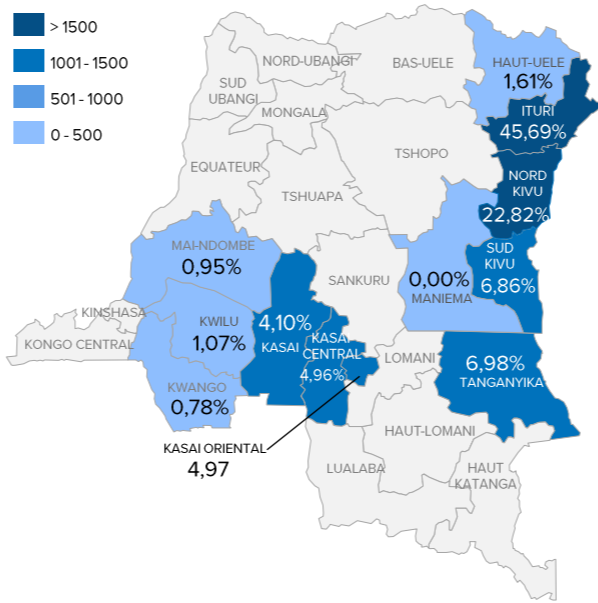 > 1500
1001 - 1500
501 - 1000
0 - 500
NORD-UBANGI
BAS-UELE
HAUT-UELE
1,61%
SUD
UBANGI
MONGALA
ITURI
45,69%
EQUATEUR
TSHOPO
TSHUAPA
NORD
KIVU
22,82%
MAI-NDOMBE
0,95%
SANKURU
0,00%
MANIEMA
SUD
KIVU
6,86%
KINSHASA
KONGO CENTRAL
KWILU
1,07%
4,10%
KASAI
KASAI
CENTRAL
4,96%
LOMANI
6,98%
TANGANYIKA
KWANGO
0,78%
KASAI ORIENTAL
4,97
HAUT-LOMANI
LUALABA
HAUT
KATANGA